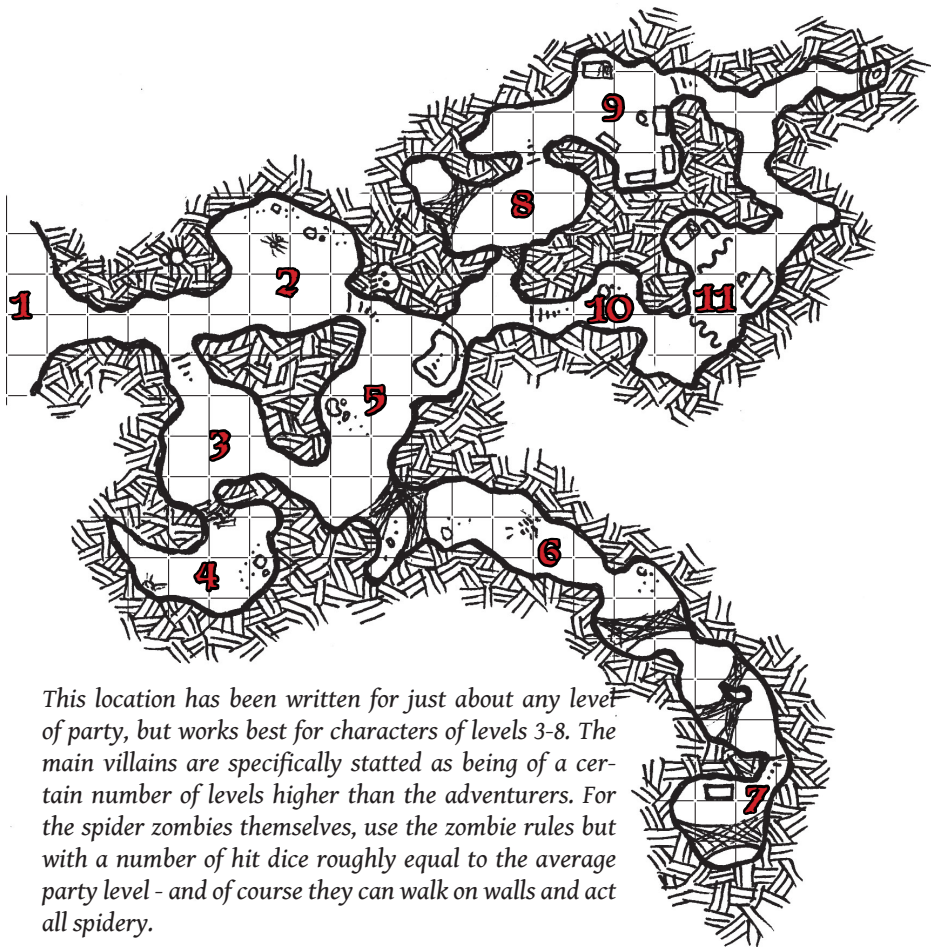 9
8
2
1
10
11
5
3
6
4
7
This location has been written for just about any level
of party, but works best for characters of levels 3-8. The
main villains are specifically statted as being of a cer-
tain number of levels higher than the adventurers. For
the spider zombies themselves, use the zombie rules but
with a number of hit dice roughly equal to the average
party level - and of course they can walk on walls and act
all spidery.